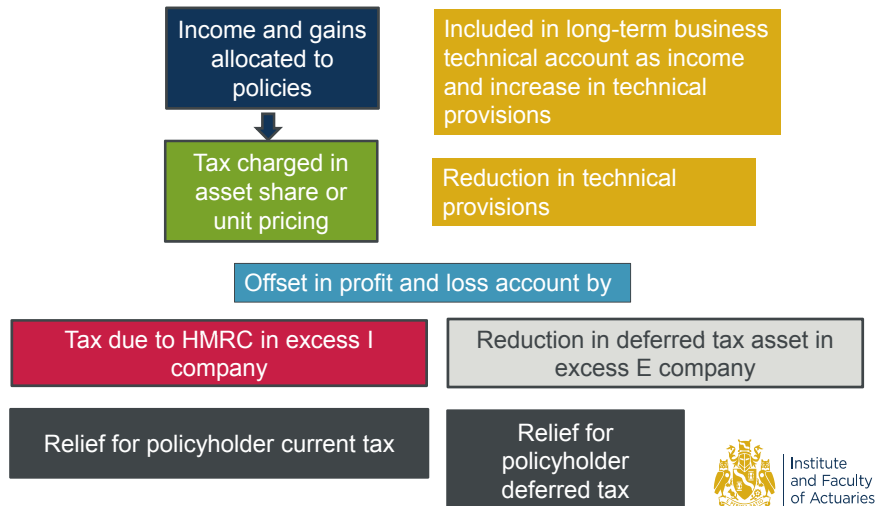 Income and gains
allocated to
policies
Included in long-term business
technical account as income
and increase in technical
provisions
Tax charged in
asset share or
unit pricing
Reduction in technical
provisions
Offset in profit and loss account by
Tax due to HMRC in excess I
company
Reduction in deferred tax asset in
excess E company
Relief for policyholder current tax
Relief for
policyholder
deferred tax
Institute
and Faculty
of Actuaries